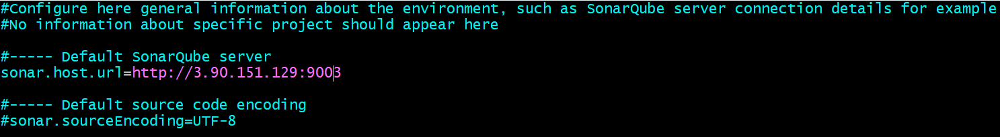 #Configure here general information about the environment, such as SonarQube server connection details for example
#No information about specific project should appear here
#----- Default SonarQube server
sonar.host.url=http://3.90.151.129:9003
#----- Default source code encoding
#sonar.sourceEncoding=UTF-8